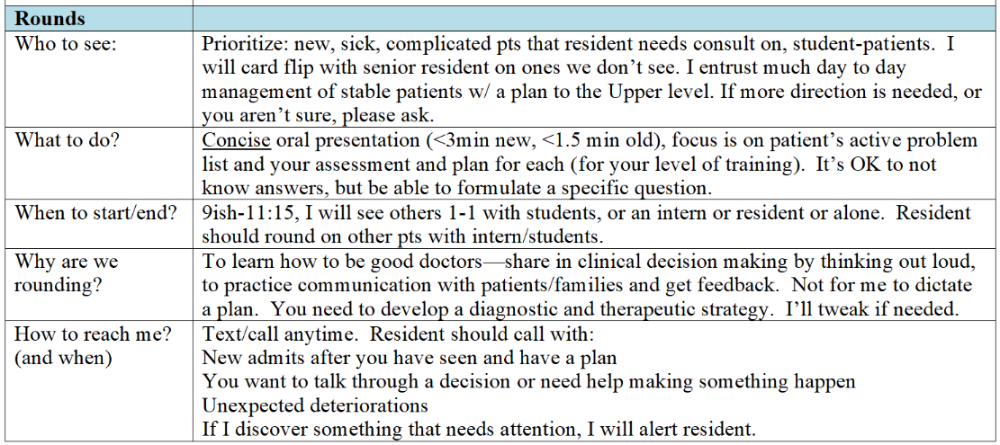 Rounds
Who to see:
Prioritize: new, sick, complicated pts that resident needs consult on, student-patients.  I
will card flip with senior resident on ones we don’t see. I entrust much day to day
management of stable patients w/ a plan to the Upper level. If more direction is needed, or
you aren’t sure, please ask.
What to do?
Concise oral presentation (<3min new, <1.5 min old), focus is on patient’s active problem
list and your assessment and plan for each (for your level of training).  It’s OK to not
know answers, but be able to formulate a specific question.
When to start/end?
9ish-11:15, I will see others 1-1 with students, or an intern or resident or alone.  Resident
should round on other pts with intern/students.
Why are we
rounding?
To learn how to be good doctors—share in clinical decision making by thinking out loud,
to practice communication with patients/families and get feedback.  Not for me to dictate
a plan.  You need to develop a diagnostic and therapeutic strategy.  I’ll tweak if needed.
How to reach me?
(and when)
Text/call anytime.  Resident should call with:
New admits after you have seen and have a plan
You want to talk through a decision or need help making something happen
Unexpected deteriorations
If I discover something that needs attention, I will alert resident.